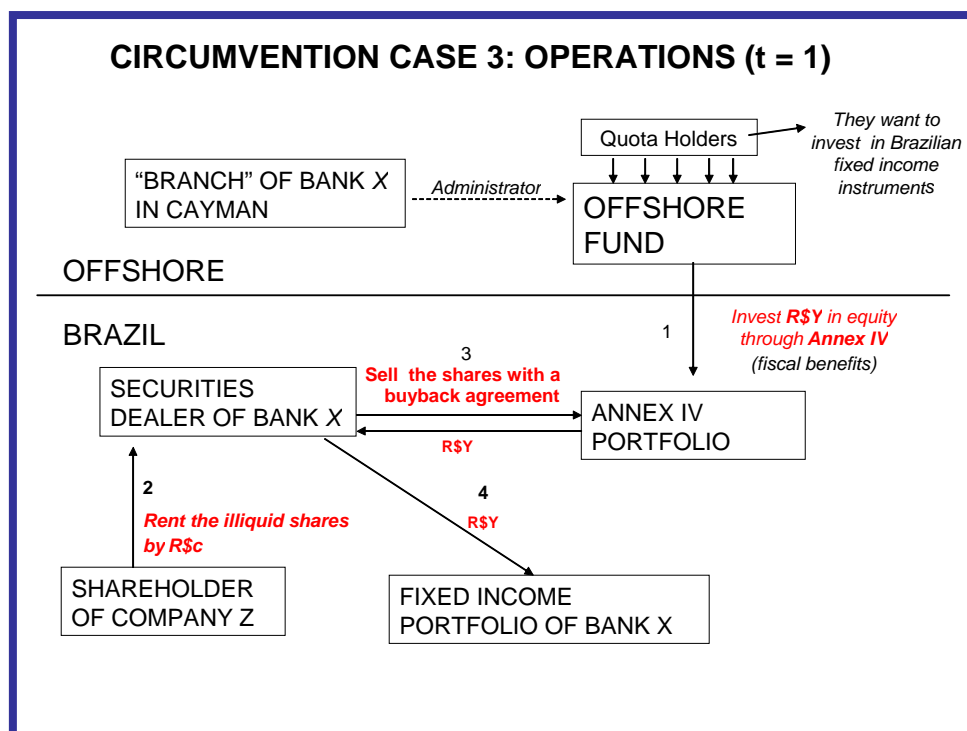 CIRCUMVENTION CASE 3: OPERATIONS (t = 1)
Quota Holders
They want to
invest in Brazilian
fixed income
instruments
"BRANCH" OF BANK X
IN CAYMAN
Administrator
OFFSHORE
FUND
OFFSHORE
BRAZIL
1
Invest R$Y in equity
through Annex IV
(fiscal benefits)
3
Sell the shares with a
buyback agreement
SECURITIES
DEALER OF BANK X
R$Y
ANNEX IV
PORTFOLIO
2
Rent the illiquid shares
by R$c
4
R$Y
SHAREHOLDER
OF COMPANY Z
FIXED INCOME
PORTFOLIO OF BANK X